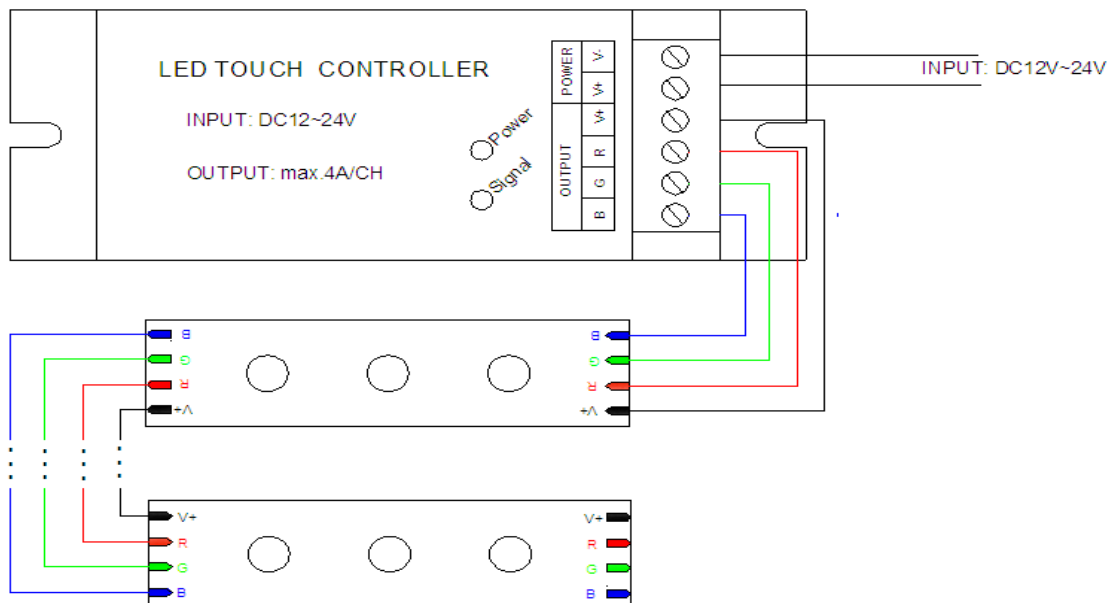 LED TOUCH CONTROLLER
INPUT: DC12~24V
OUTPUT: max.4A/CH
Power
Signal
POWER
V-
V+
OUTPUT
V+
R
G
B
INPUT: DC12V~24V
B
G
R
V+
B
G
R
V+
V+
R
G
B
V+
R
G
B